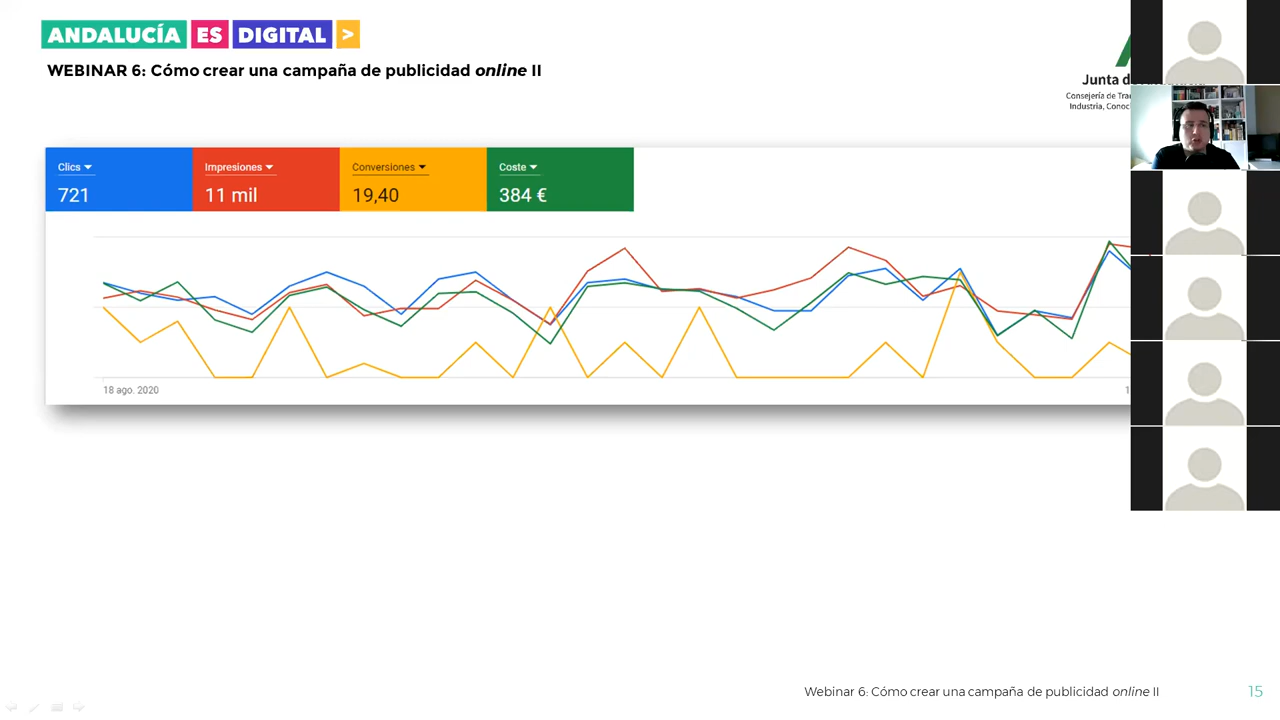 ANDALUCÍA ES DIGITAL >
WEBINAR 6: Cómo crear una campaña de publicidad online II
Junta d
Consejería de
Industria, Conoc
Clics
Impresiones
Conversiones
Coste
721
11 mil
19,40
384 €
18 ago. 2020
Webinar 6: Cómo crear una campaña de publicidad online II
15